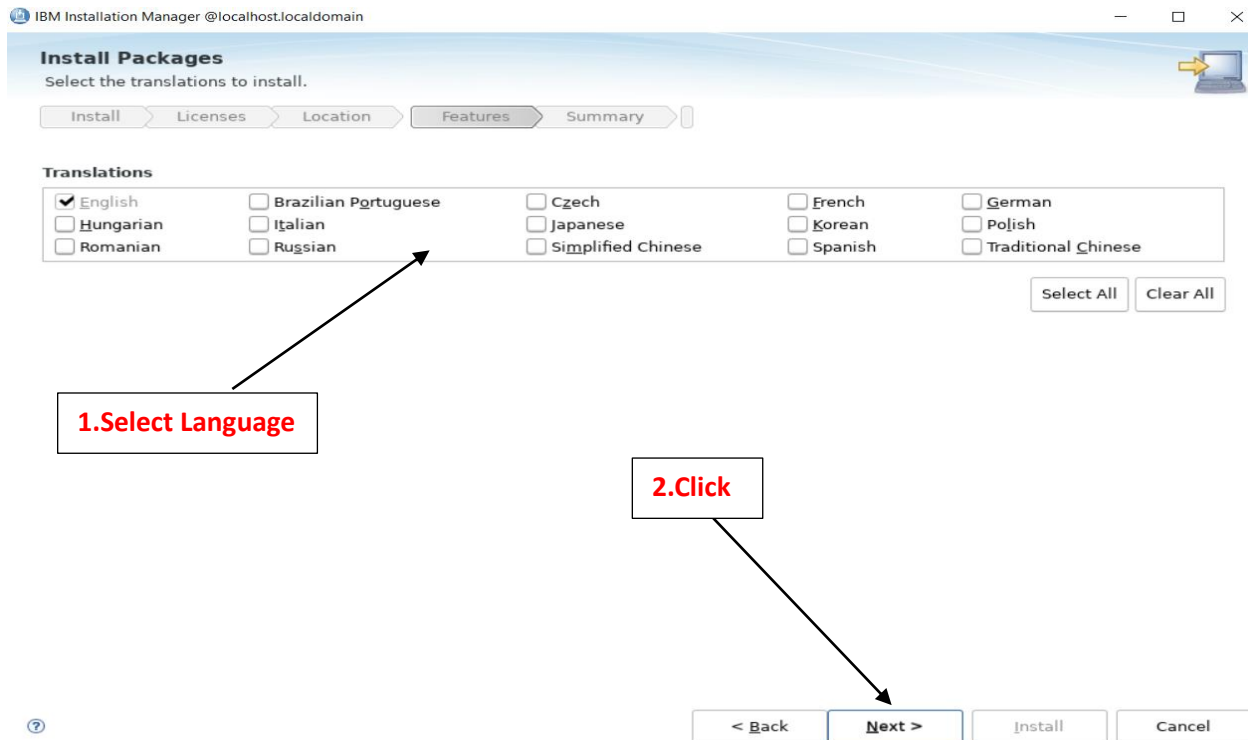 IBM Installation Manager @localhost.localdomain
Install Packages
Select the translations to install.
Install Licenses Location Features Summary
Translations
English Brazilian Portuguese Czech French German
Hungarian Italian Japanese Korean Polish
Romanian Russian Simplified Chinese Spanish Traditional Chinese
Select All Clear All
1.Select Language
2.Click
? < Back Next > Install Cancel